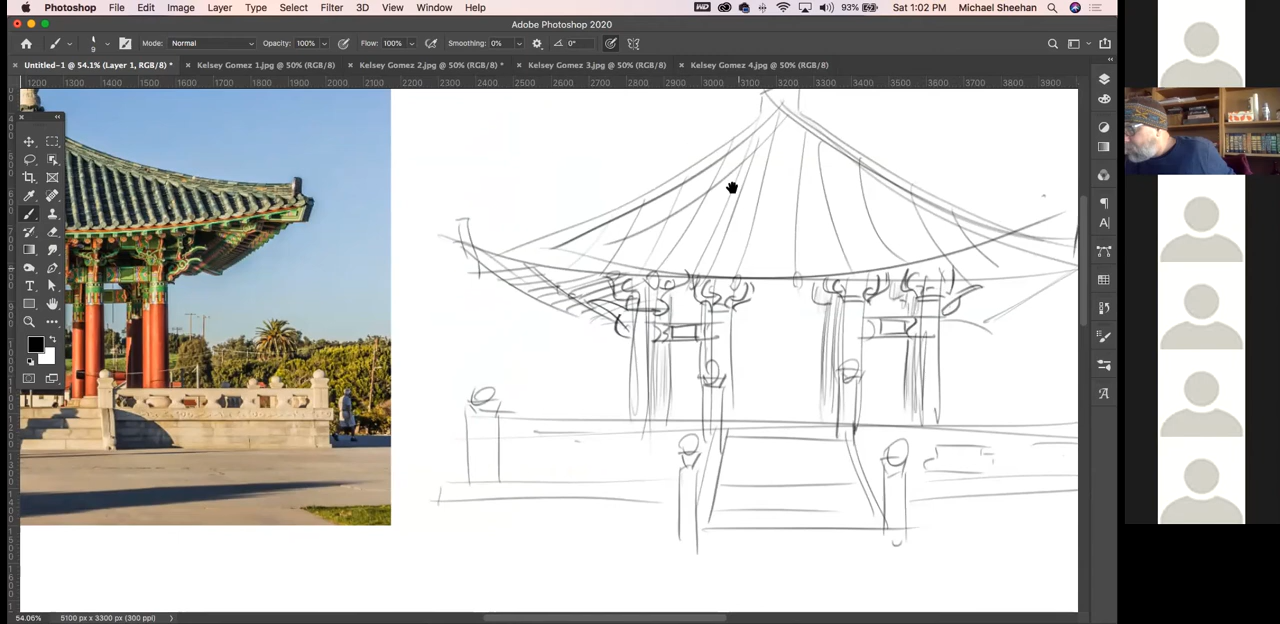 Photoshop File Edit Image Layer Type Select Filter 3D View Window Help 93% Sat 1:02 PM Michael Sheehan
Adobe Photoshop 2020
9 Mode: Normal Opacity: 100% Flow: 100% Smoothing: 0% 0°
Untitled-1 @ 54.1% (Layer 1, RGB/8) * Kelsey Gomez 1.jpg @ 50% (RGB/8) Kelsey Gomez 2.jpg @ 50% (RGB/8) * Kelsey Gomez 3.jpg @ 50% (RGB/8) Kelsey Gomez 4.jpg @ 50% (RGB/8)
1200 1300 1400 1500 1600 1700 1800 1900 2000 2100 2200 2300 2400 2500 2600 2700 2800 2900 3000 3100 3200 3300 3400 3500 3600 3700 3800 3900
54.06% 5100 px x 3300 px (300 ppi)